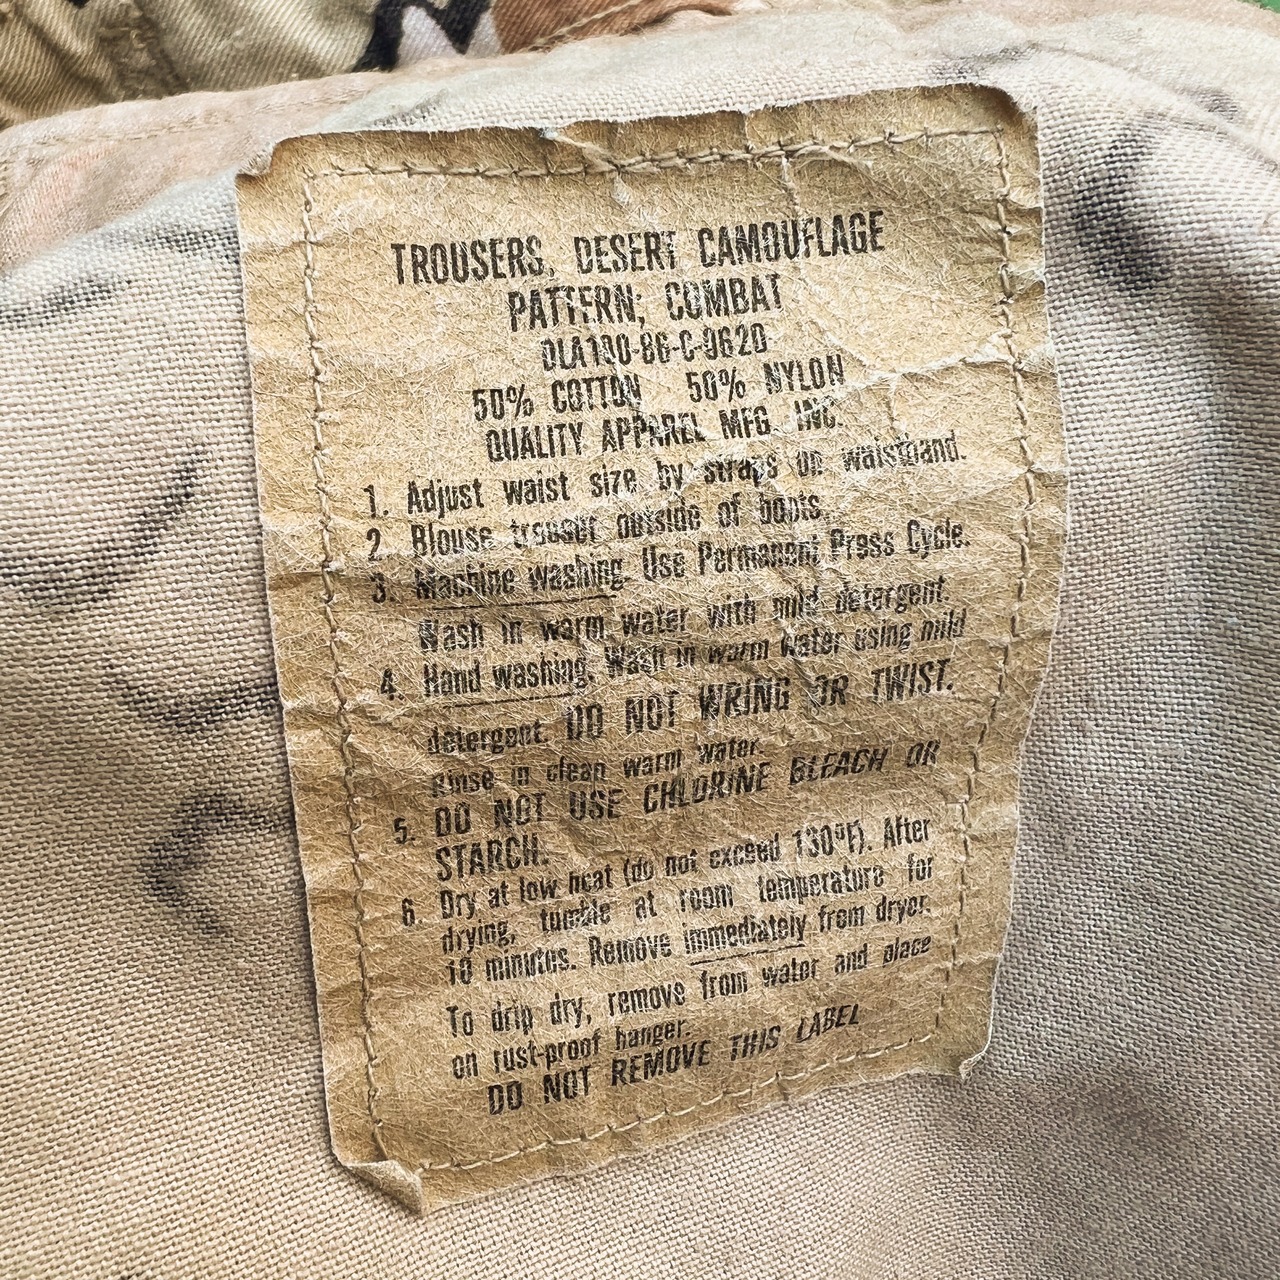 TROUSERS, DESERT CAMOUFLAGE
PATTERN; COMBAT
DLA100-86-C-0620
50% COTTON 50% NYLON
QUALITY APPAREL MFG. INC.
1. Adjust waist size by straps on waistband.
2. Blouse trouser outside of boots.
3. Machine washing. Use Permanent Press Cycle.
Wash in warm water with mild detergent.
4. Hand washing. Wash in warm water using mild
detergent. DO NOT WRING OR TWIST.
Rinse in clean warm water.
5. DO NOT USE CHLORINE BLEACH OR
STARCH.
6. Dry at low heat (do not exceed 130°F). After
drying, tumble at room temperature for
10 minutes. Remove immediately from dryer.
To drip dry, remove from water and place
on rust-proof hanger.
DO NOT REMOVE THIS LABEL